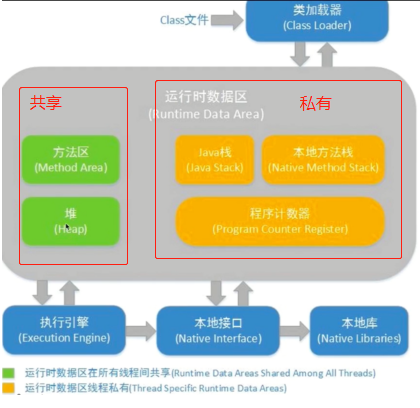 Class文件
类加载器
(Class Loader)
共享
运行时数据区
(Runtime Data Area)
私有
方法区
(Method Area)
堆
(Heap)
Java栈
(Java Stack)
本地方法栈
(Native Method Stack)
程序计数器
(Program Counter Register)
执行引擎
(Execution Engine)
本地接口
(Native Interface)
本地库
(Native Libraries)
运行时数据区在所有线程间共享(Runtime Data Areas Shared Among All Threads)
运行时数据区线程私有(Thread Specific Runtime Data Areas)